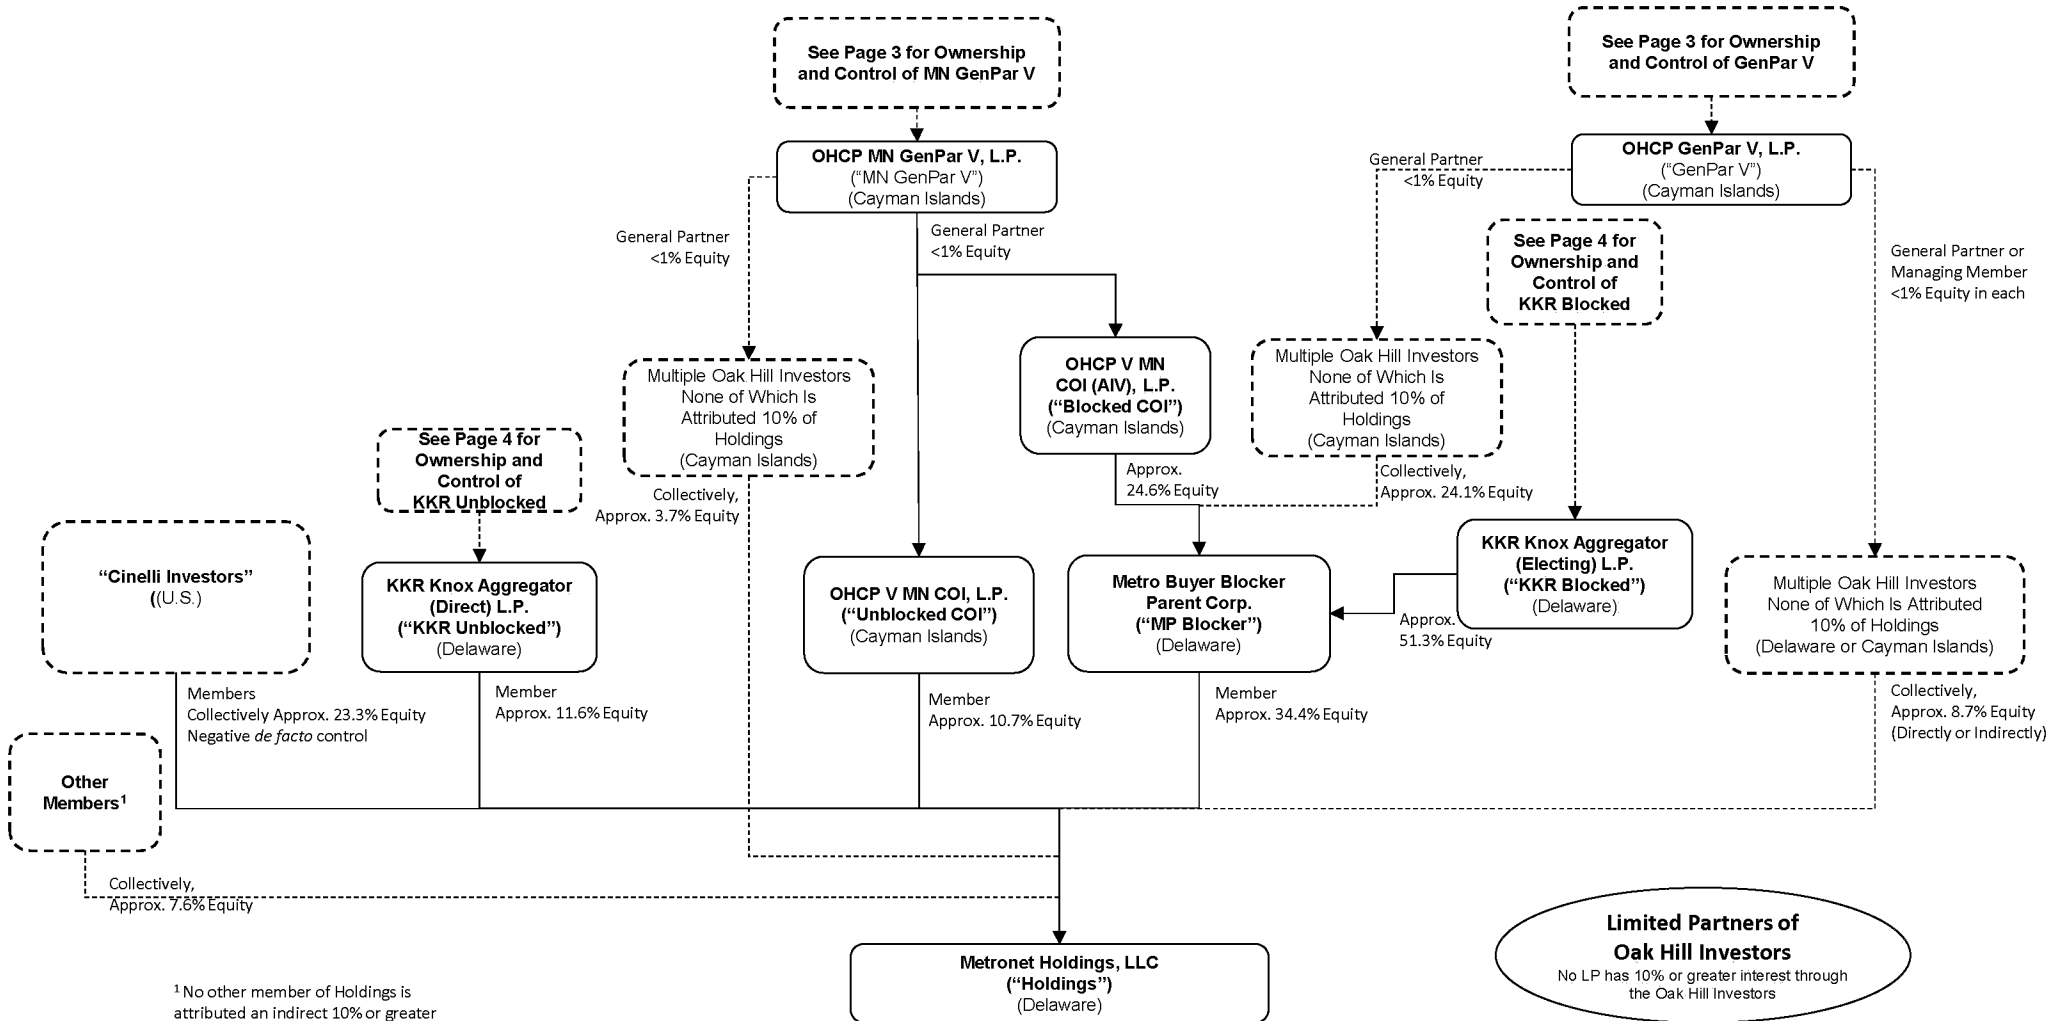 See Page 3 for Ownership
and Control of MN GenPar V
See Page 3 for Ownership
and Control of GenPar V
OHCP MN GenPar V, L.P.
(“MN GenPar V”)
(Cayman Islands)
OHCP GenPar V, L.P.
(“GenPar V”)
(Cayman Islands)
General Partner
<1% Equity
General Partner
<1% Equity
General Partner
<1% Equity
See Page 4 for
Ownership and
Control of
KKR Blocked
General Partner or
Managing Member
<1% Equity in each
Multiple Oak Hill Investors
None of Which Is
Attributed 10% of
Holdings
(Cayman Islands)
OHCP V MN
COI (AIV), L.P.
(“Blocked COI”)
(Cayman Islands)
Multiple Oak Hill Investors
None of Which Is
Attributed 10% of
Holdings
(Cayman Islands)
See Page 4 for
Ownership and
Control of
KKR Unblocked
Collectively,
Approx. 3.7% Equity
Approx.
24.6% Equity
Collectively,
Approx. 24.1% Equity
“Cinelli Investors”
((U.S.)
KKR Knox Aggregator
(Direct) L.P.
(“KKR Unblocked”)
(Delaware)
OHCP V MN COI, L.P.
(“Unblocked COI”)
(Cayman Islands)
Metro Buyer Blocker
Parent Corp.
(“MP Blocker”)
(Delaware)
KKR Knox Aggregator
(Electing) L.P.
(“KKR Blocked”)
(Delaware)
Approx.
51.3% Equity
Multiple Oak Hill Investors
None of Which Is Attributed
10% of Holdings
(Delaware or Cayman Islands)
Members
Collectively Approx. 23.3% Equity
Negative de facto control
Member
Approx. 11.6% Equity
Member
Approx. 10.7% Equity
Member
Approx. 34.4% Equity
Collectively,
Approx. 8.7% Equity
(Directly or Indirectly)
Other
Members¹
Collectively,
Approx. 7.6% Equity
Metronet Holdings, LLC
(“Holdings”)
(Delaware)
Limited Partners of
Oak Hill Investors
No LP has 10% or greater interest through
the Oak Hill Investors
¹ No other member of Holdings is
attributed an indirect 10% or greater